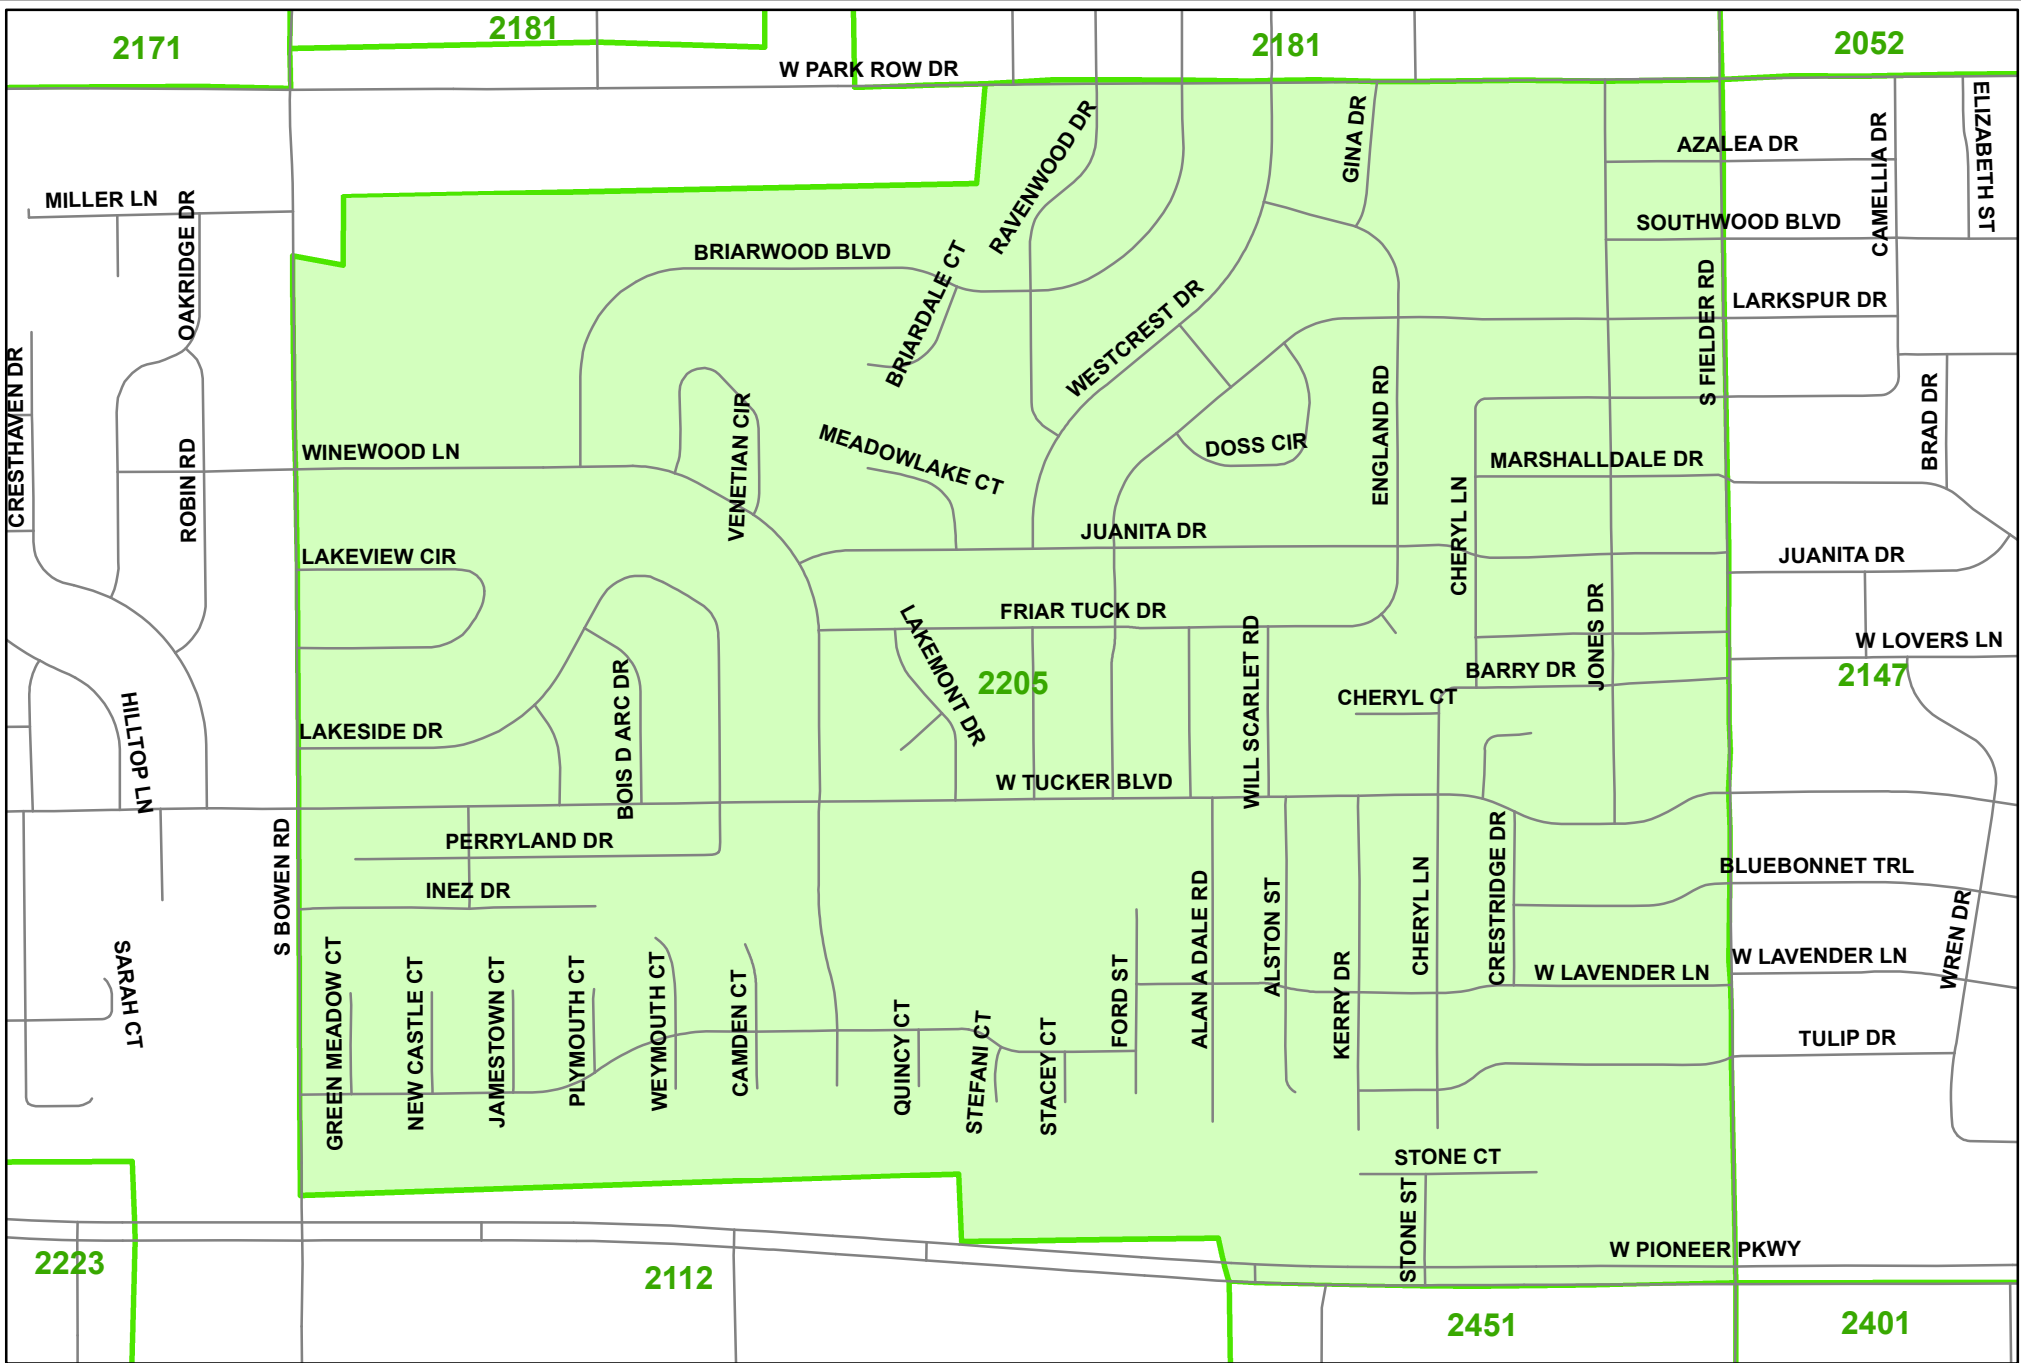 2171
2181
2181
2052
W PARK ROW DR
ELIZABETH ST
GINA DR
RAVENWOOD DR
AZALEA DR
CAMELLIA DR
MILLER LN
OAKRIDGE DR
SOUTHWOOD BLVD
BRIARWOOD BLVD
BRIARDALE CT
WESTCREST DR
S FIELDER RD
LARKSPUR DR
CRESTHAVEN DR
ROBIN RD
WINEWOOD LN
VENETIAN CIR
MEADOWLAKE CT
DOSS CIR
ENGLAND RD
MARSHALLDALE DR
BRAD DR
CHERYL LN
JUANITA DR
JUANITA DR
LAKEVIEW CIR
FRIAR TUCK DR
LAKEMONT DR
WILL SCARLET RD
JONES DR
W LOVERS LN
2205
2147
BARRY DR
CHERYL CT
HILLTOP LN
LAKESIDE DR
BOIS D ARC DR
W TUCKER BLVD
S BOWEN RD
PERRYLAND DR
INEZ DR
ALAN A DALE RD
ALSTON ST
CHERYL LN
CRESTRIDGE DR
BLUEBONNET TRL
WREN DR
SARAH CT
GREEN MEADOW CT
NEW CASTLE CT
JAMESTOWN CT
PLYMOUTH CT
WEYMOUTH CT
CAMDEN CT
QUINCY CT
STEFANI CT
STACEY CT
FORD ST
KERRY DR
W LAVENDER LN
W LAVENDER LN
TULIP DR
STONE CT
STONE ST
W PIONEER PKWY
2223
2112
2451
2401